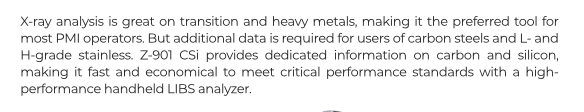 X-ray analysis is great on transition and heavy metals, making it the preferred tool for
most PMI operators. But additional data is required for users of carbon steels and L- and
H-grade stainless. Z-901 CSi provides dedicated information on carbon and silicon,
making it fast and economical to meet critical performance standards with a high-
performance handheld LIBS analyzer.